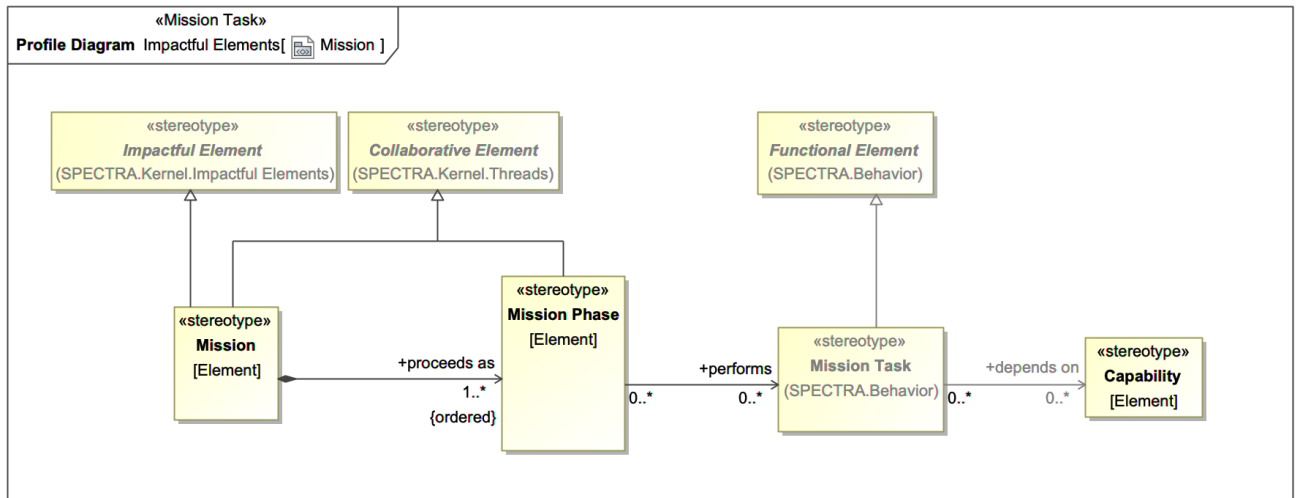 «Mission Task»
Profile Diagram Impactful Elements[ Mission ]
«stereotype»
Impactful Element
(SPECTRA.Kernel.Impactful Elements)
«stereotype»
Collaborative Element
(SPECTRA.Kernel.Threads)
«stereotype»
Functional Element
(SPECTRA.Behavior)
«stereotype»
Mission
[Element]
+proceeds as
1..*
{ordered}
«stereotype»
Mission Phase
[Element]
+performs
0..*
0..*
«stereotype»
Mission Task
(SPECTRA.Behavior)
+depends on
0..*
0..*
«stereotype»
Capability
[Element]